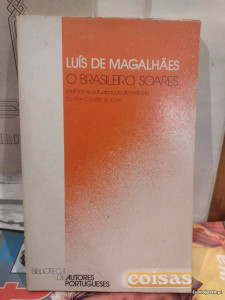 LUÍS DE MAGALHÃES
O BRASILEIRO SOARES
BIBLIOTECA
DE AUTORES
PORTUGUESES
coisas